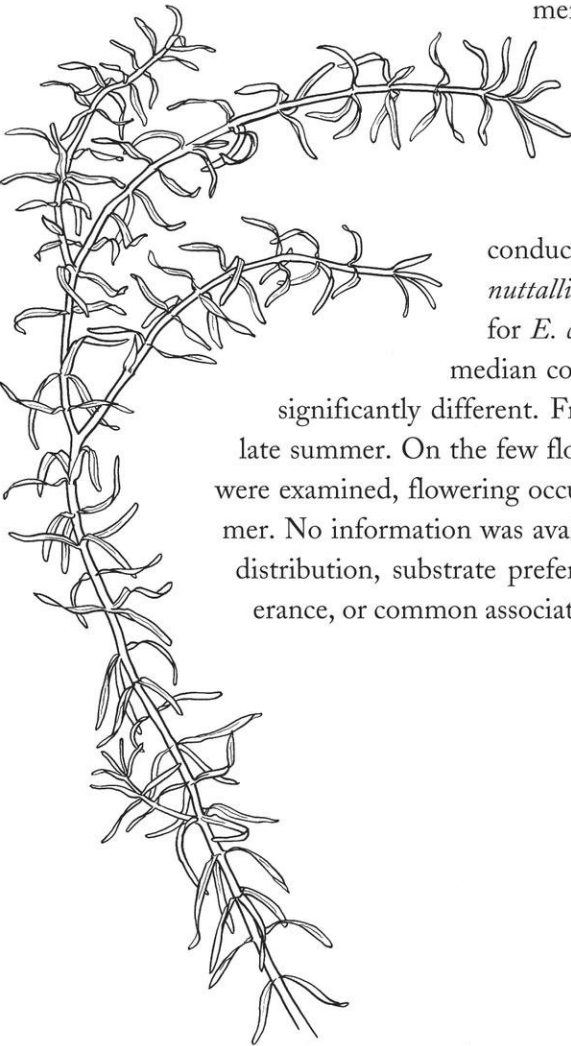 mer
conduc
nuttalli
for E. c
median co
significantly different. Fr
late summer. On the few flo
were examined, flowering occu
mer. No information was avai
distribution, substrate prefer
erance, or common associat